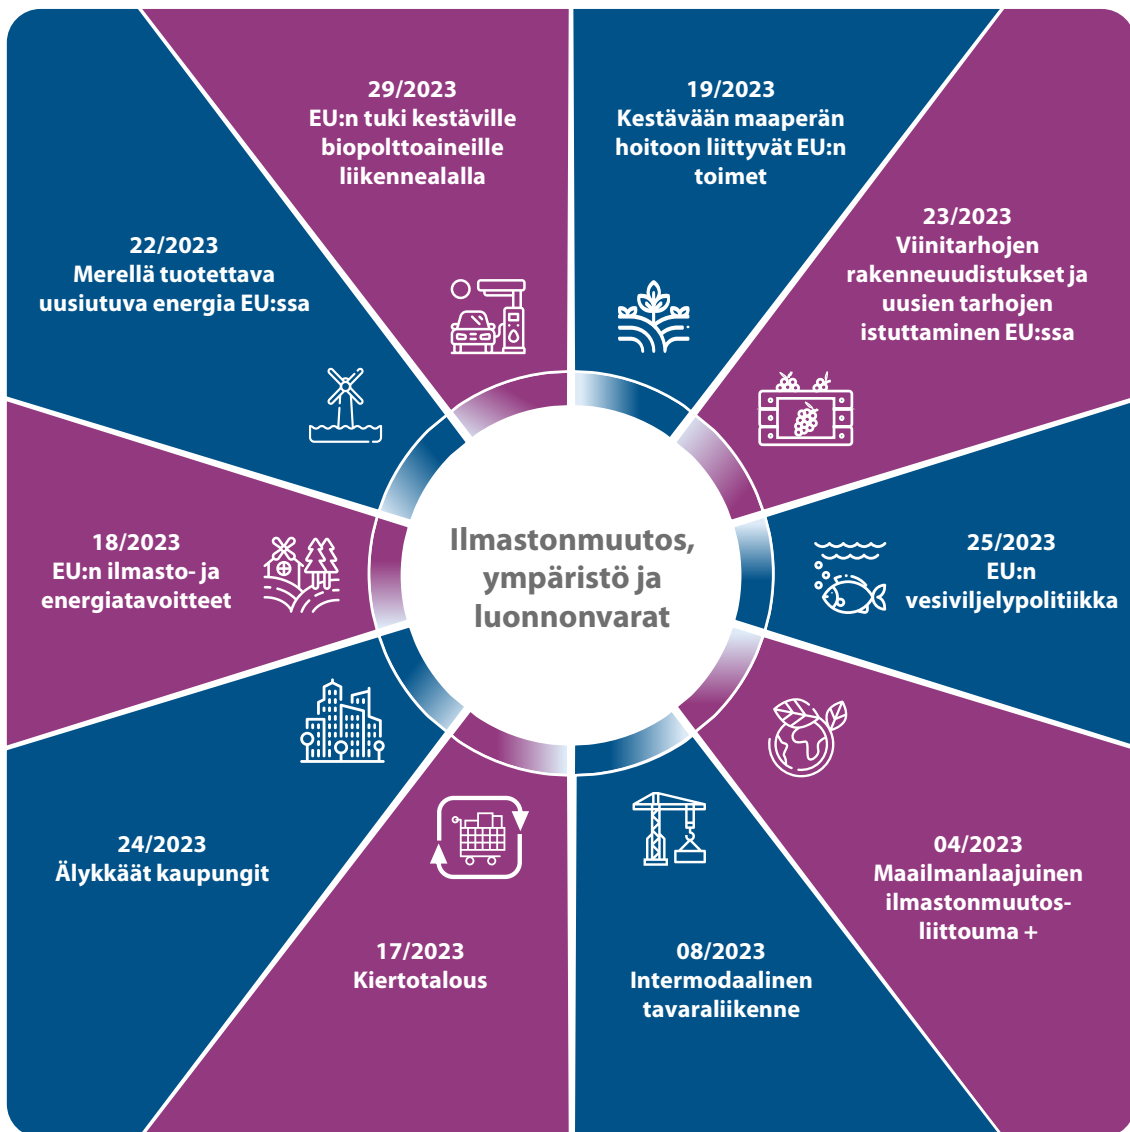 29/2023
EU:n tuki kestäville
biopolttoaineille
liikennealalla
19/2023
Kestävään maaperän
hoitoon liittyvät EU:n
toimet
23/2023
Viinitarhojen
rakenneuudistukset ja
uusien tarhojen
istuttaminen EU:ssa
22/2023
Merellä tuotettava
uusiutuva energia EU:ssa
Ilmastonmuutos,
ympäristö ja
luonnonvarat
18/2023
EU:n ilmasto- ja
energiatavoitteet
25/2023
EU:n
vesiviljelypolitiikka
24/2023
Älykkäät kaupungit
04/2023
Maailmanlaajuinen
ilmastonmuutos-
liittouma +
17/2023
Kiertotalous
08/2023
Intermodaalinen
tavaraliikenne